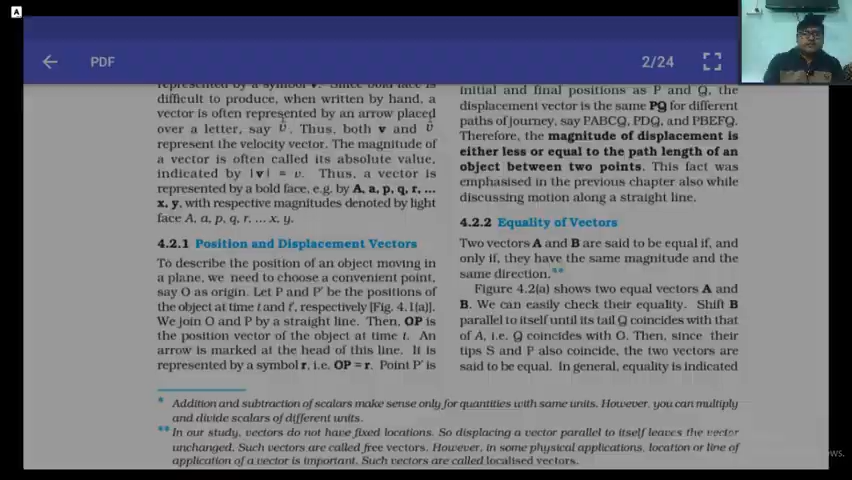 A
PDF
2/24
represented by a symbol v. Since bold face is
difficult to produce, when written by hand, a
vector is often represented by an arrow placed
over a letter, say v⃗. Thus, both v and v⃗
represent the velocity vector. The magnitude of
a vector is often called its absolute value,
indicated by |v| = v. Thus, a vector is
represented by a bold face, e.g. by A, a, p, q, r, ...
x, y, with respective magnitudes denoted by light
face A, a, p, q, r, ... x, y.
4.2.1 Position and Displacement Vectors
To describe the position of an object moving in
a plane, we need to choose a convenient point,
say O as origin. Let P and P′ be the positions of
the object at time t and t′, respectively [Fig. 4.1(a)].
We join O and P by a straight line. Then, OP is
the position vector of the object at time t. An
arrow is marked at the head of this line. It is
represented by a symbol r, i.e. OP = r. Point P′ is
initial and final positions as P and Q, the
displacement vector is the same PQ for different
paths of journey, say PABCQ, PDQ, and PBEFQ.
Therefore, the magnitude of displacement is
either less or equal to the path length of an
object between two points. This fact was
emphasised in the previous chapter also while
discussing motion along a straight line.
4.2.2 Equality of Vectors
Two vectors A and B are said to be equal if, and
only if, they have the same magnitude and the
same direction.**
Figure 4.2(a) shows two equal vectors A and
B. We can easily check their equality. Shift B
parallel to itself until its tail Q coincides with that
of A, i.e. Q coincides with O. Then, since their
tips S and P also coincide, the two vectors are
said to be equal. In general, equality is indicated
* Addition and subtraction of scalars make sense only for quantities with same units. However, you can multiply
and divide scalars of different units.
** In our study, vectors do not have fixed locations. So displacing a vector parallel to itself leaves the vector
unchanged. Such vectors are called free vectors. However, in some physical applications, location or line of
application of a vector is important. Such vectors are called localised vectors.
ows.